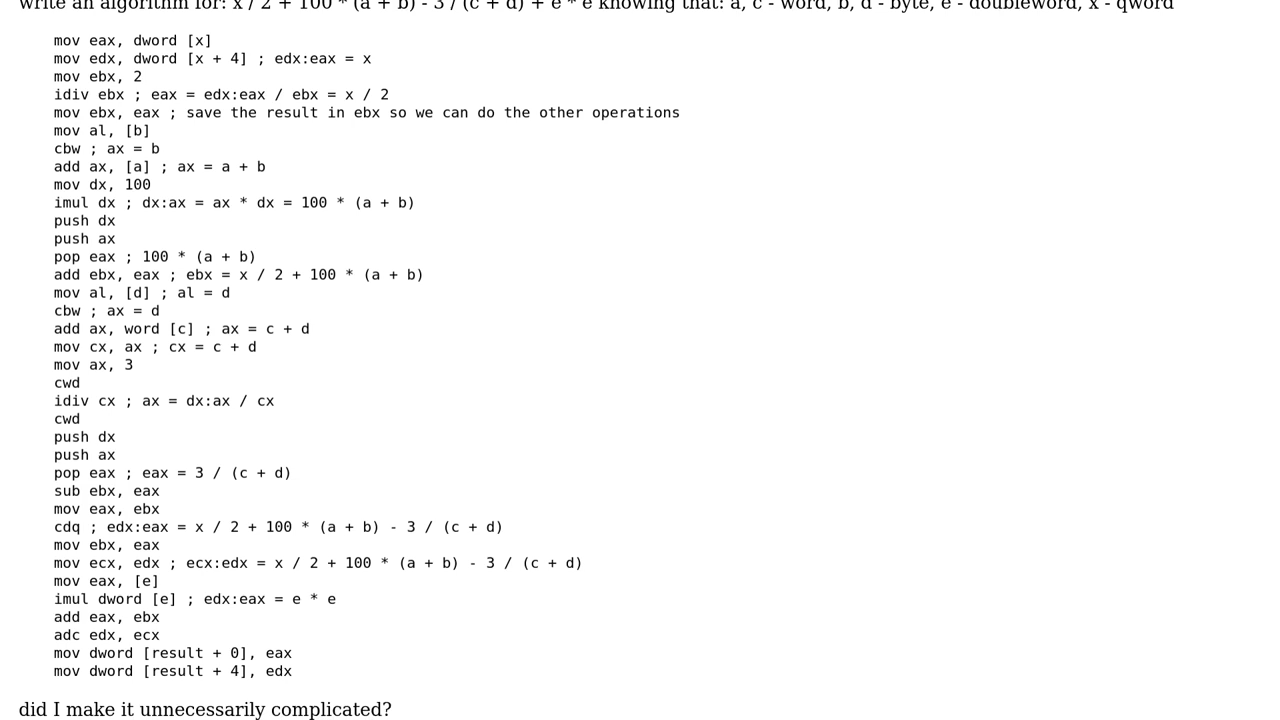 write an algorithm for: x / 2 + 100 * (a + b) - 3 / (c + d) + e * e knowing that: a, c - word, b, d - byte, e - doubleword, x - qword
mov eax, dword [x]
mov edx, dword [x + 4] ; edx:eax = x
mov ebx, 2
idiv ebx ; eax = edx:eax / ebx = x / 2
mov ebx, eax ; save the result in ebx so we can do the other operations
mov al, [b]
cbw ; ax = b
add ax, [a] ; ax = a + b
mov dx, 100
imul dx ; dx:ax = ax * dx = 100 * (a + b)
push dx
push ax
pop eax ; 100 * (a + b)
add ebx, eax ; ebx = x / 2 + 100 * (a + b)
mov al, [d] ; al = d
cbw ; ax = d
add ax, word [c] ; ax = c + d
mov cx, ax ; cx = c + d
mov ax, 3
cwd
idiv cx ; ax = dx:ax / cx
cwd
push dx
push ax
pop eax ; eax = 3 / (c + d)
sub ebx, eax
mov eax, ebx
cdq ; edx:eax = x / 2 + 100 * (a + b) - 3 / (c + d)
mov ebx, eax
mov ecx, edx ; ecx:edx = x / 2 + 100 * (a + b) - 3 / (c + d)
mov eax, [e]
imul dword [e] ; edx:eax = e * e
add eax, ebx
adc edx, ecx
mov dword [result + 0], eax
mov dword [result + 4], edx
did I make it unnecessarily complicated?